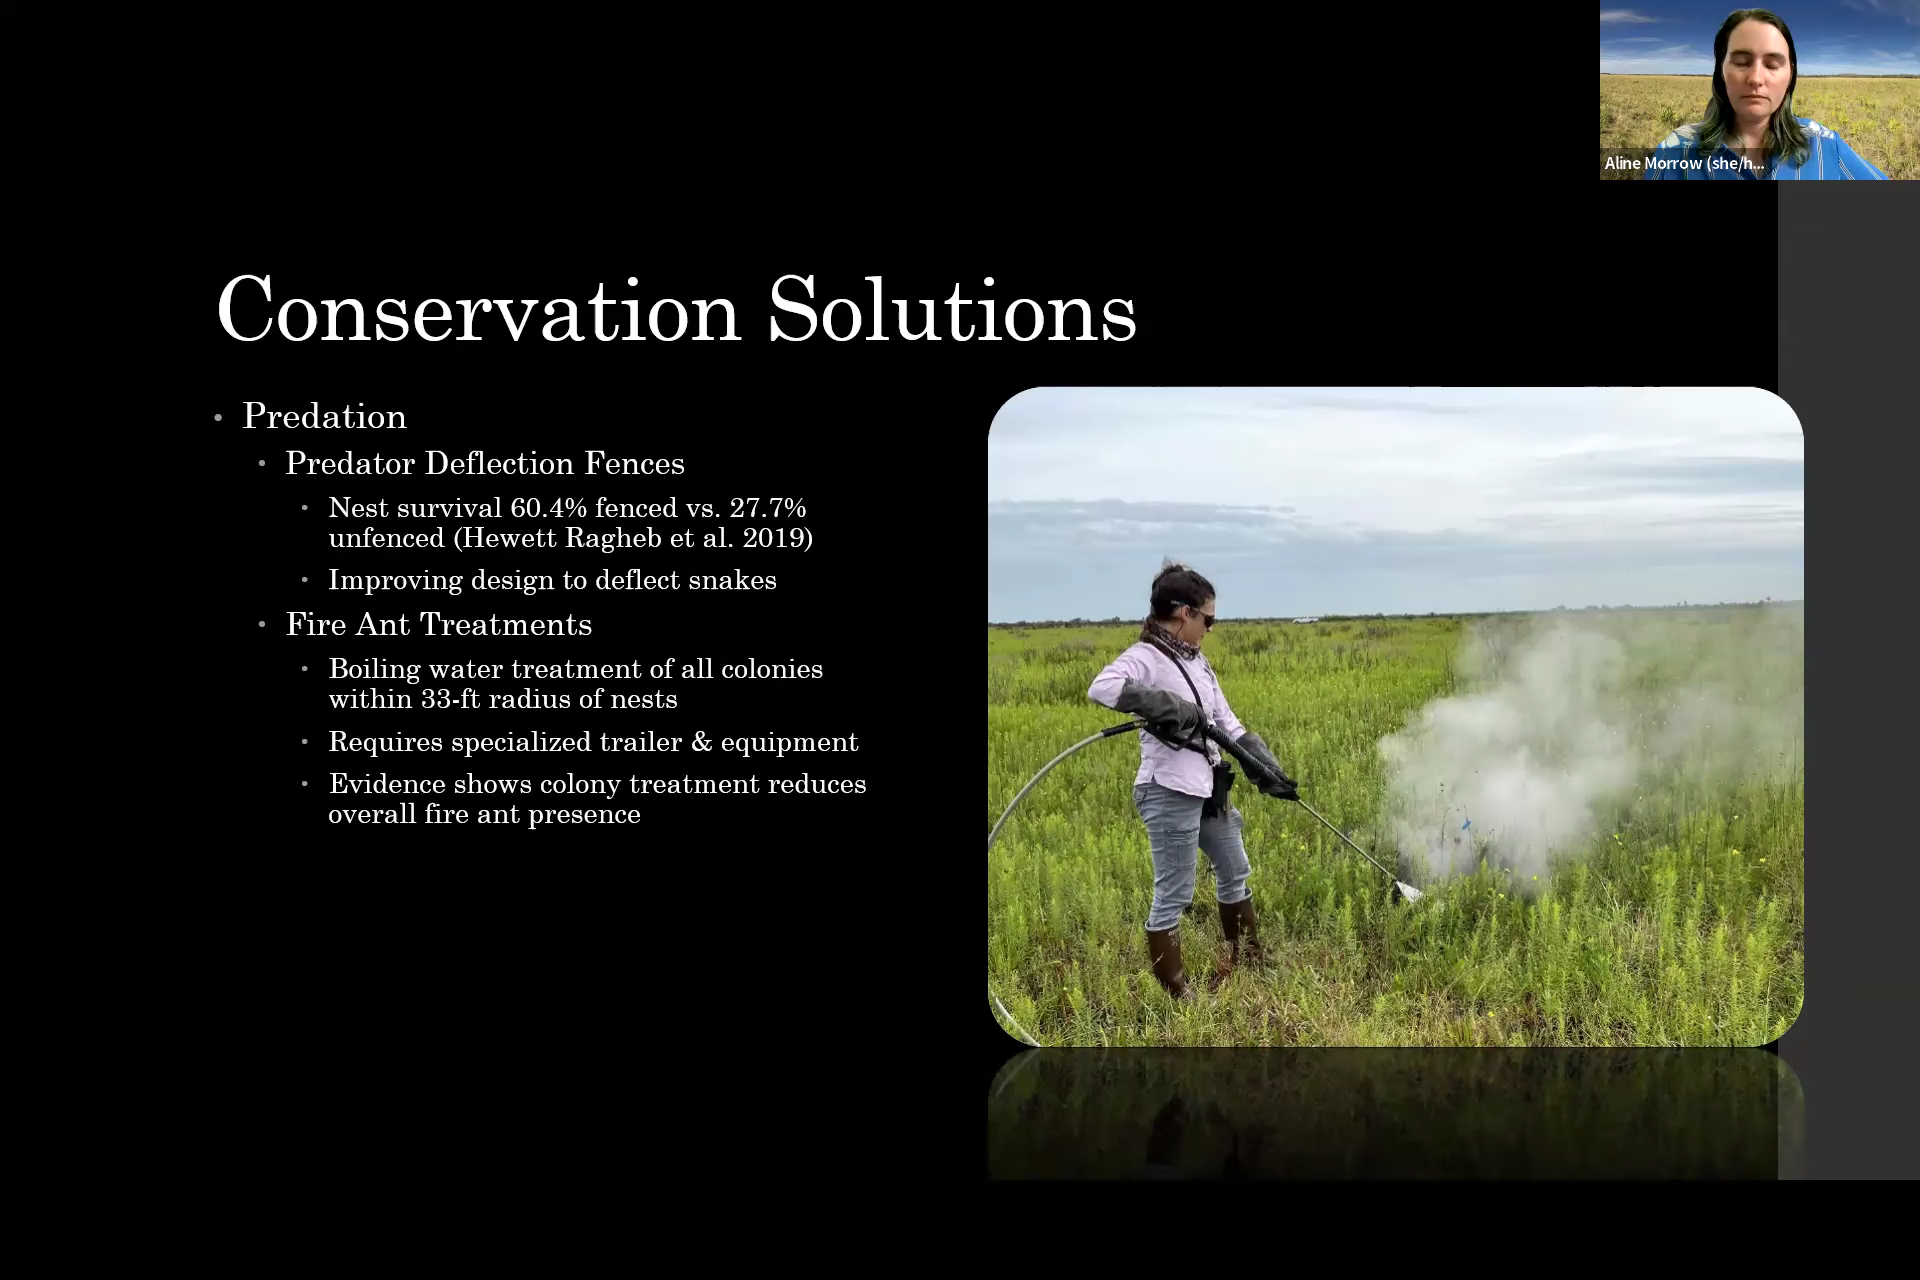 Aline Morrow (she/h...
Conservation Solutions
• Predation
• Predator Deflection Fences
• Nest survival 60.4% fenced vs. 27.7%
unfenced (Hewett Ragheb et al. 2019)
• Improving design to deflect snakes
• Fire Ant Treatments
• Boiling water treatment of all colonies
within 33-ft radius of nests
• Requires specialized trailer & equipment
• Evidence shows colony treatment reduces
overall fire ant presence